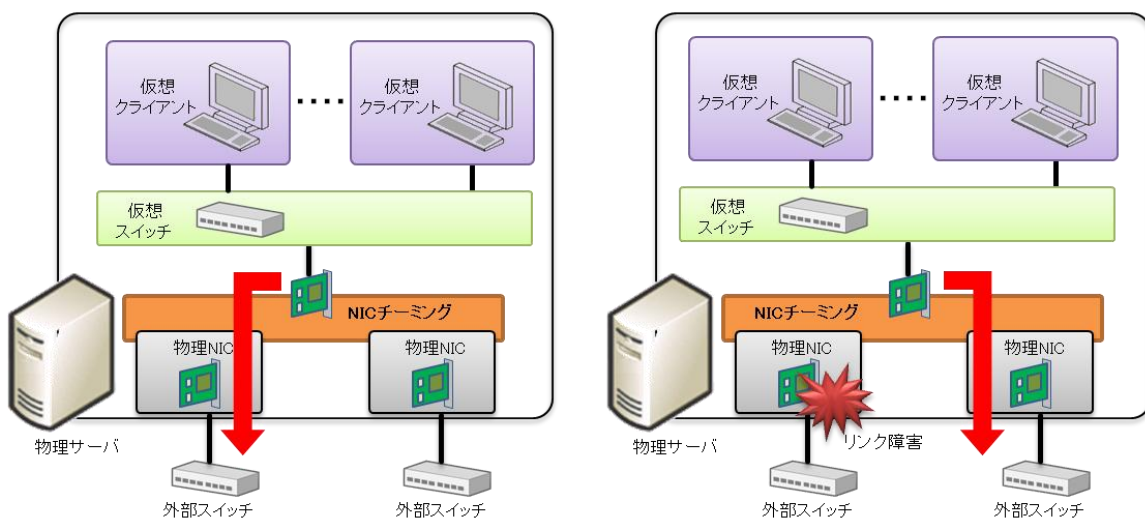 仮想
クライアント
仮想
クライアント
仮想
スイッチ
NICチーミング
物理NIC
物理NIC
物理サーバ
外部スイッチ
外部スイッチ
仮想
クライアント
仮想
クライアント
仮想
スイッチ
NICチーミング
物理NIC
物理NIC
リンク障害
物理サーバ
外部スイッチ
外部スイッチ